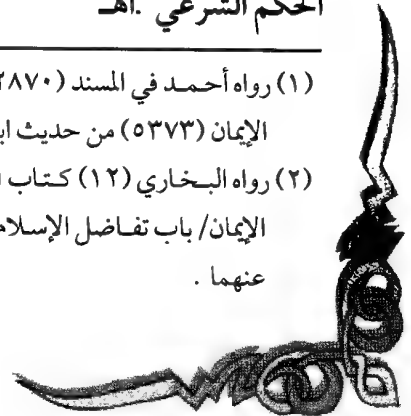 الحكم الشرعي . اهـ
(١) رواه أحمد في المسند (٢٨٧٠
الإيمان (٥٣٧٣) من حديث
(٢) رواه البخاري (١٢) كتاب
الإيمان/ باب تفاضل الإسلام
عنهما .